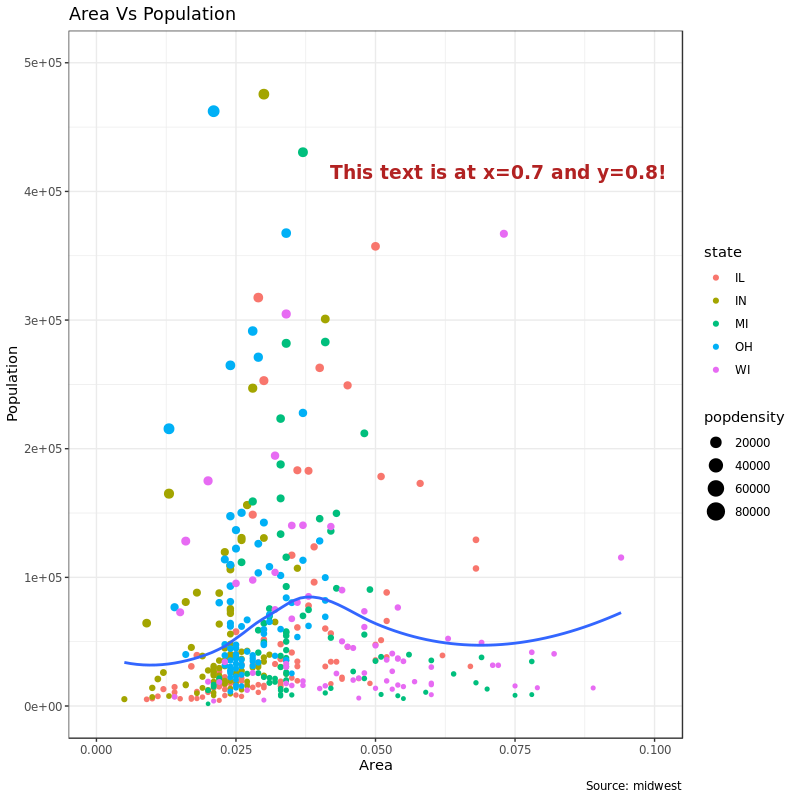 Area Vs Population
5e+05
4e+05
3e+05
2e+05
1e+05
0e+00
Population
This text is at x=0.7 and y=0.8!
0.000
0.025
0.050
0.075
0.100
Area
state
IL
IN
MI
OH
WI
popdensity
20000
40000
60000
80000
Source: midwest